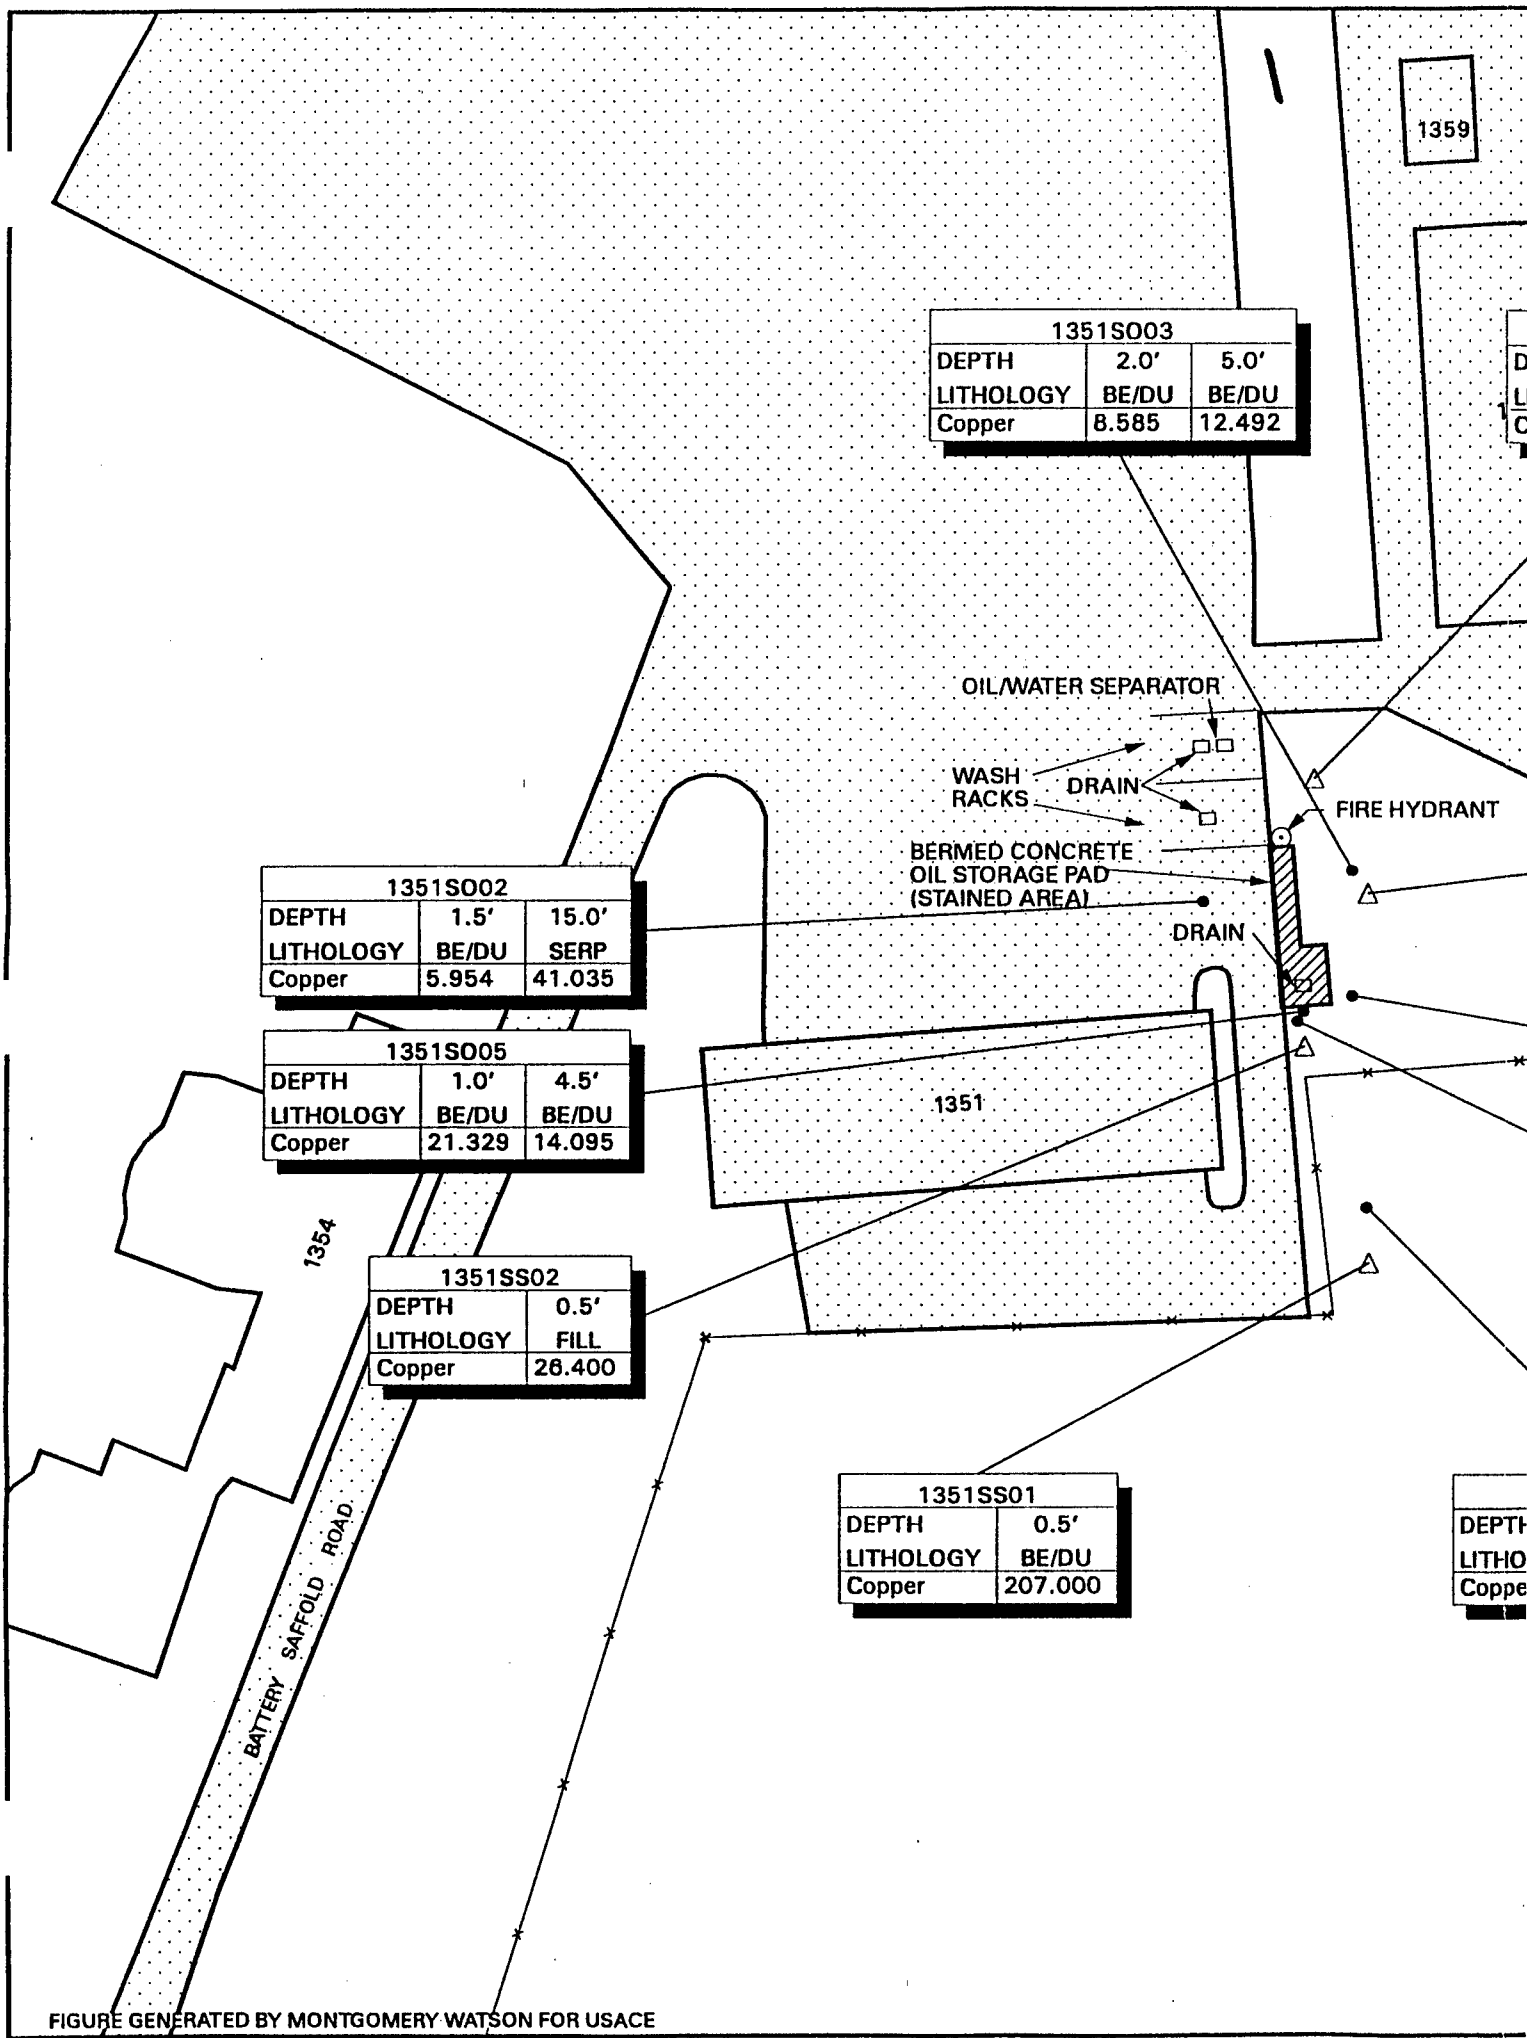 1359
1351SO03
DEPTH 2.0' 5.0'
LITHOLOGY BE/DU BE/DU
Copper 8.585 12.492
D
L
1
C
OIL/WATER SEPARATOR
WASH
RACKS
DRAIN
FIRE HYDRANT
BERMED CONCRETE
OIL STORAGE PAD
(STAINED AREA)
DRAIN
1351SO02
DEPTH 1.5' 15.0'
LITHOLOGY BE/DU SERP
Copper 5.954 41.035
1351SO05
DEPTH 1.0' 4.5'
LITHOLOGY BE/DU BE/DU
Copper 21.329 14.095
1351
1354
1351SS02
DEPTH 0.5'
LITHOLOGY FILL
Copper 26.400
1351SS01
DEPTH 0.5'
LITHOLOGY BE/DU
Copper 207.000
DEPTH
LITHO
Coppe
BATTERY SAFFOLD ROAD
FIGURE GENERATED BY MONTGOMERY WATSON FOR USACE